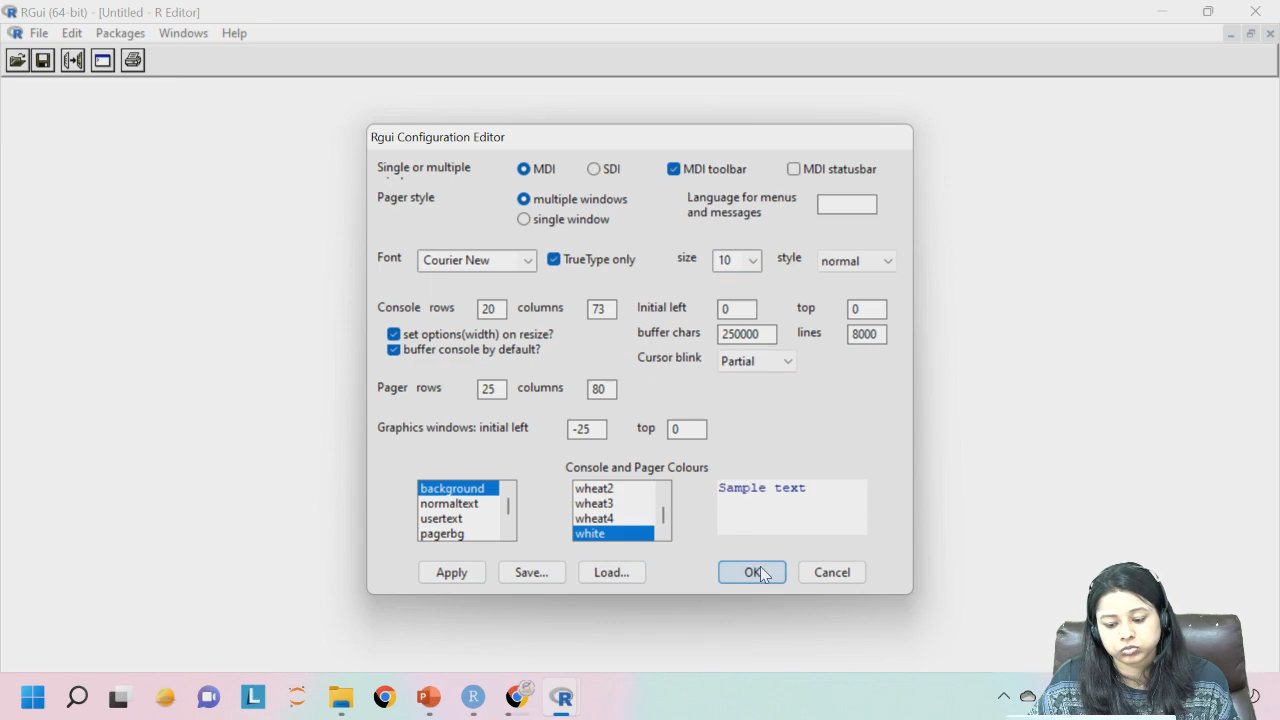 RGui (64-bit) - [Untitled - R Editor]
File Edit Packages Windows Help
Rgui Configuration Editor
Single or multiple MDI SDI MDI toolbar MDI statusbar
Pager style multiple windows Language for menus
single window and messages
Font Courier New TrueType only size 10 style normal
Console rows 20 columns 73 Initial left 0 top 0
set options(width) on resize? buffer chars 250000 lines 8000
buffer console by default? Cursor blink Partial
Pager rows 25 columns 80
Graphics windows: initial left -25 top 0
Console and Pager Colours
background wheat2 Sample text
normaltext wheat3
usertext wheat4
pagerbg white
Apply Save... Load... OK Cancel